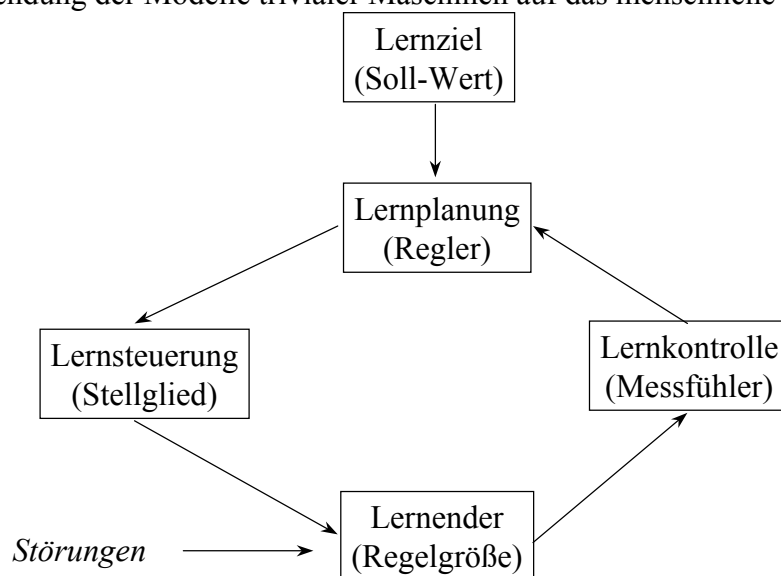 der Modelle trivialer Maschinen auf das menschliche
Lernziel
(Soll-Wert)
Lernplanung
(Regler)
Lernsteuerung
(Stellglied)
Lernkontrolle
(Messfühler)
Lernender
(Regelgröße)
Störungen